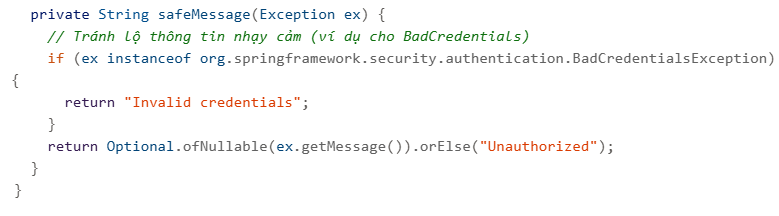 private String safeMessage(Exception ex) {
// Tránh lộ thông tin nhạy cảm (ví dụ cho BadCredentials)
if (ex instanceof org.springframework.security.authentication.BadCredentialsException)
{
return "Invalid credentials";
}
return Optional.ofNullable(ex.getMessage()).orElse("Unauthorized");
}
}